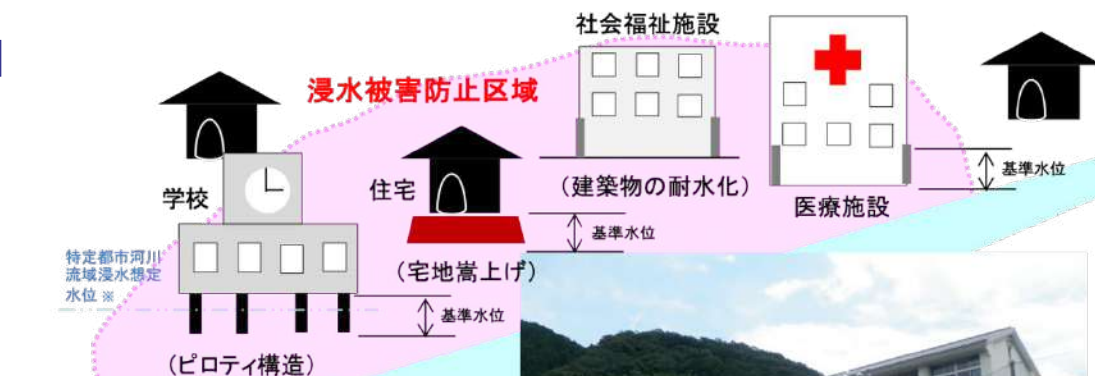 社会福祉施設
浸水被害防止区域
基準水位
学校
住宅
(建築物の耐水化)
医療施設
基準水位
特定都市河川
流域浸水想定
水位 ※
(宅地嵩上げ)
基準水位
(ピロティ構造)